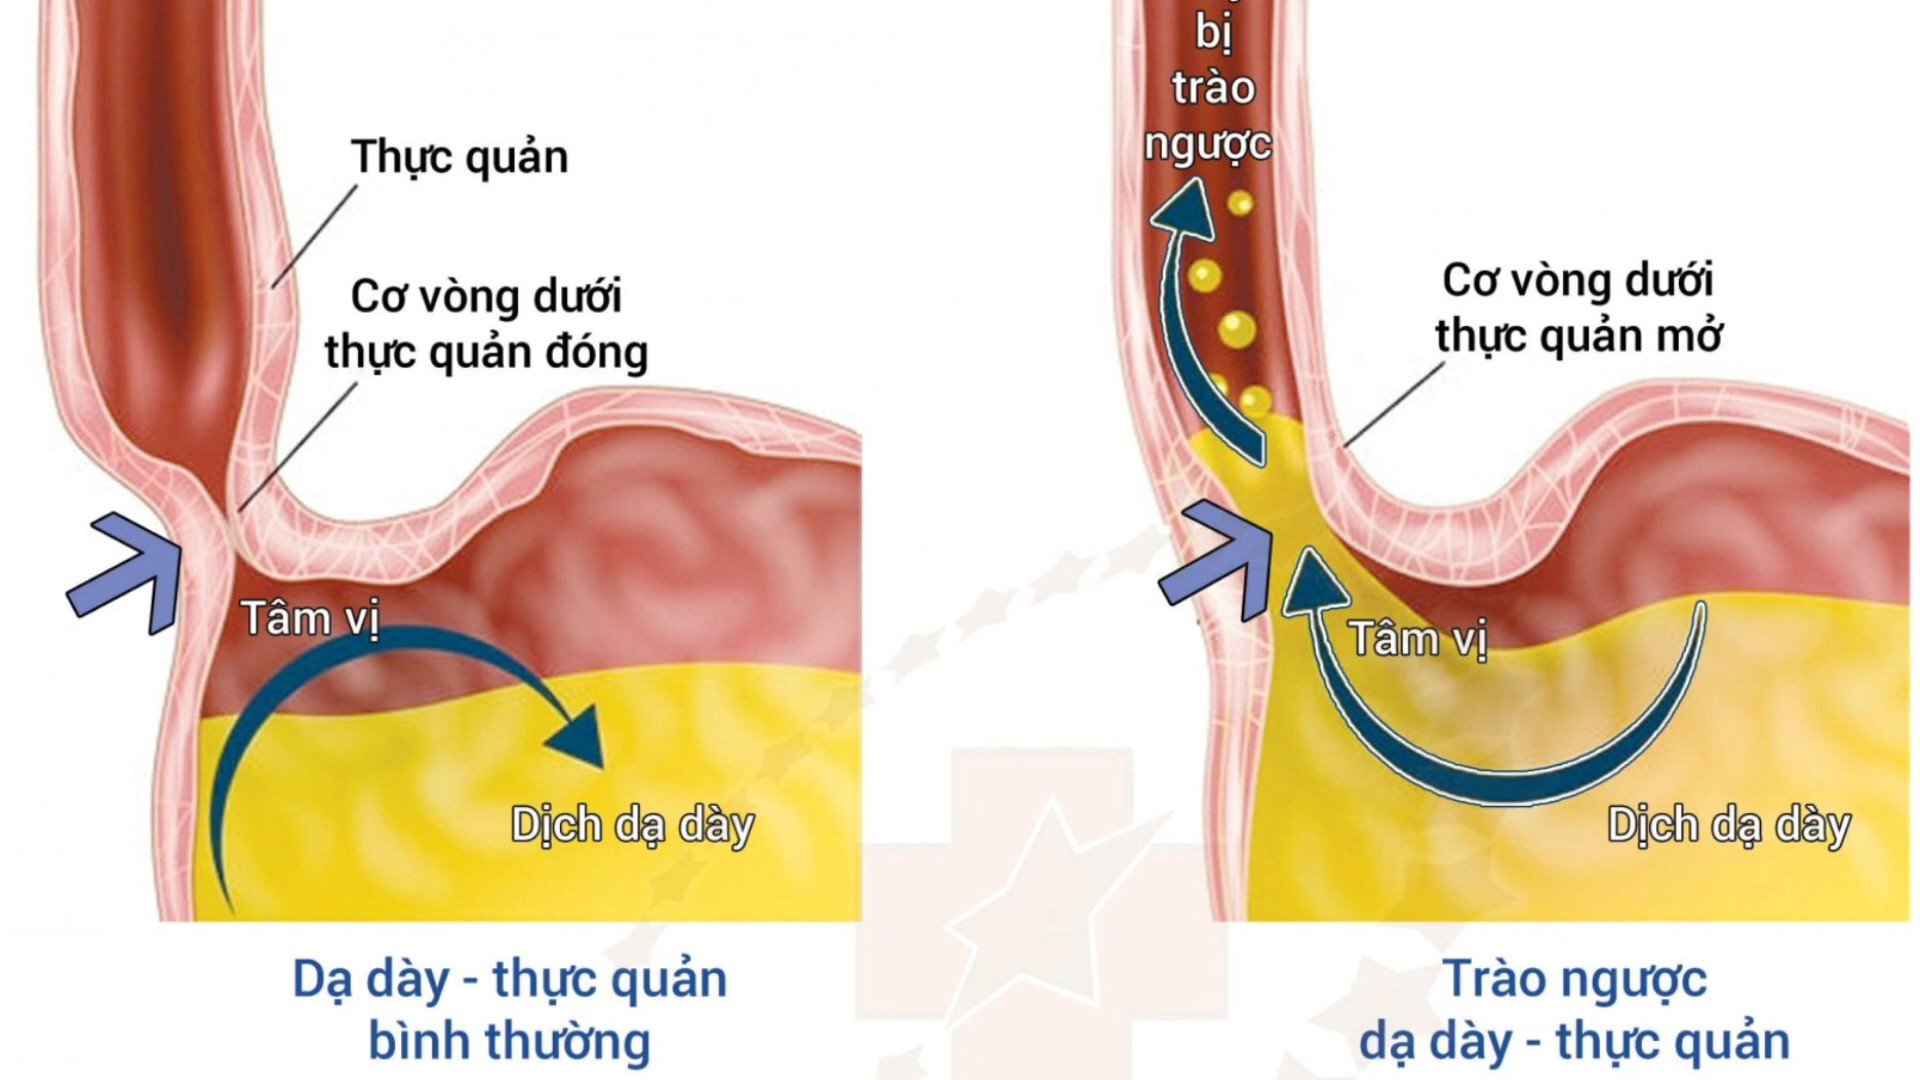 Thực quản
Cơ vòng dưới
thực quản đóng
Tâm vị
Dịch dạ dày
Dạ dày - thực quản
bình thường
bị
trào
ngược
Cơ vòng dưới
thực quản mở
Tâm vị
Dịch dạ dày
Trào ngược
dạ dày - thực quản